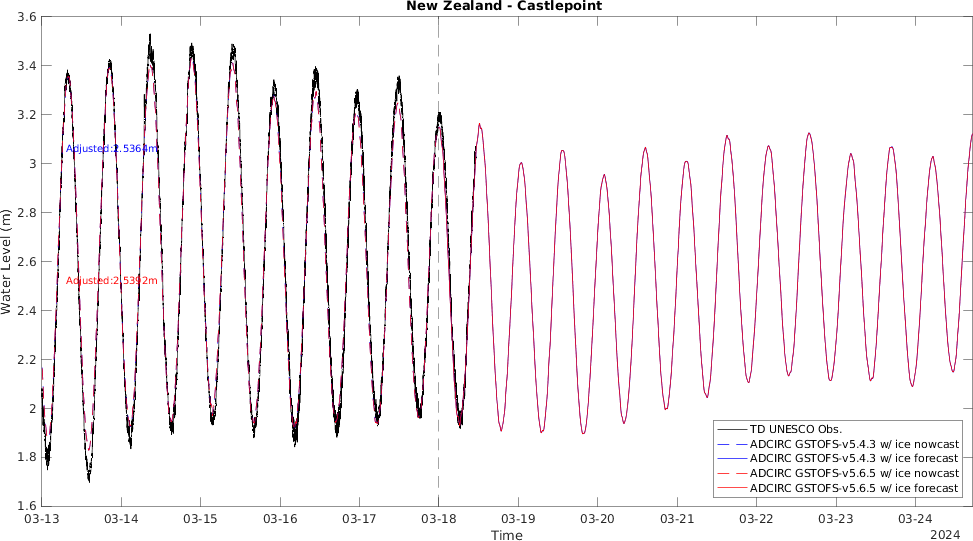 New Zealand - Castlepoint
3.6
3.4
3.2
3
2.8
2.6
2.4
2.2
2
1.8
1.6
Water Level (m)
Adjusted:2.5364m
Adjusted:2.5392m
TD UNESCO Obs.
ADCIRC GSTOFS-v5.4.3 w/ ice nowcast
ADCIRC GSTOFS-v5.4.3 w/ ice forecast
ADCIRC GSTOFS-v5.6.5 w/ ice nowcast
ADCIRC GSTOFS-v5.6.5 w/ ice forecast
03-13 03-14 03-15 03-16 03-17 03-18 03-19 03-20 03-21 03-22 03-23 03-24
Time
2024